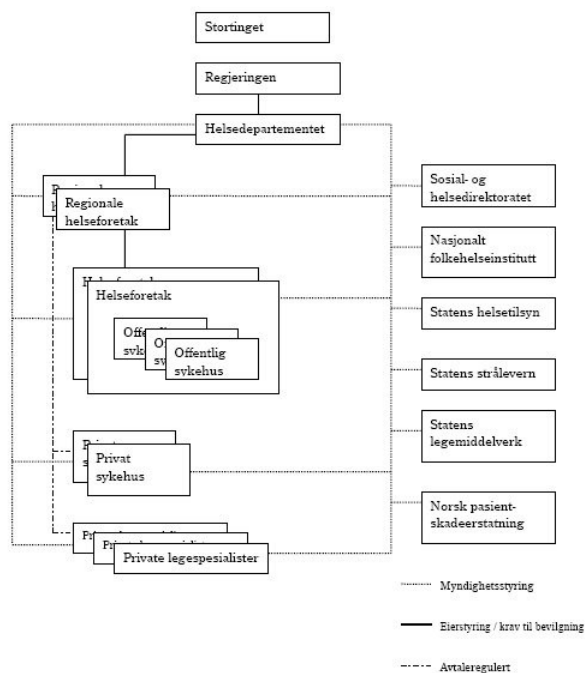 Stortinget
Regjeringen
Helsedepartementet
Regionale
helseforetak
Helseforetak
Offentlig
sykehus
Privat
sykehus
Private legespesialister
Sosial- og
helsedirektoratet
Nasjonalt
folkehelseinstitutt
Statens helsetilsyn
Statens strålevern
Statens
legemiddelverk
Norsk pasient-
skadeerstatning
Myndighetsstyring
Eierstyring / krav til bevilgning
Avtaleregulert